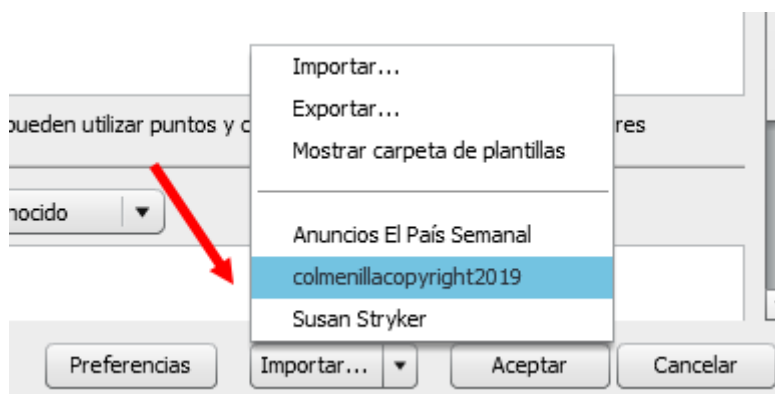 Importar...
Exportar...
pueden utilizar puntos y c
res
Mostrar carpeta de plantillas
nocido
Anuncios El País Semanal
colmenillacopyright2019
Susan Stryker
Preferencias
Importar...
Aceptar
Cancelar